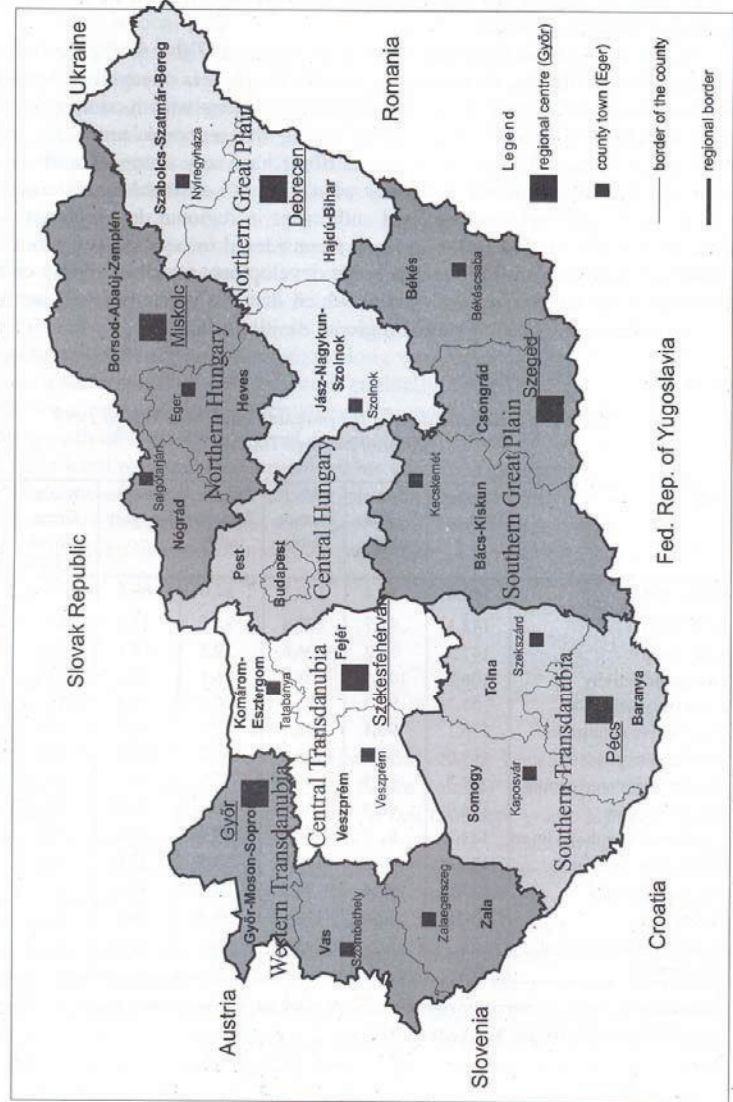 Slovak Republic
Ukraine
Austria
Romania
Slovenia
Croatia
Fed. Rep. of Yugoslavia
Győr
Győr-Moson-Sopro
Western Transdanubia
Vas
Szombathely
Zalaegerszeg
Zala
Komárom-
Esztergom
Tatabánya
Central Transdanubia
Veszprém
Veszprém
Fejér
Székesfehérvár
Somogy
Kaposvár
Southern Transdanubia
Tolna
Szekszárd
Pécs
Baranya
Pest
Budapest
Central Hungary
Nógrád
Salgótarján
Northern Hungary
Eger
Heves
Borsod-Abaúj-Zemplén
Miskolc
Szabolcs-Szatmár-Bereg
Nyíregyháza
Northern Great Plain
Debrecen
Hajdú-Bihar
Jász-Nagykun-
Szolnok
Szolnok
Bács-Kiskun
Kecskemét
Southern Great Plain
Csongrád
Szeged
Békés
Békéscsaba
Legend
regional centre (Győr)
county town (Eger)
border of the county
regional border